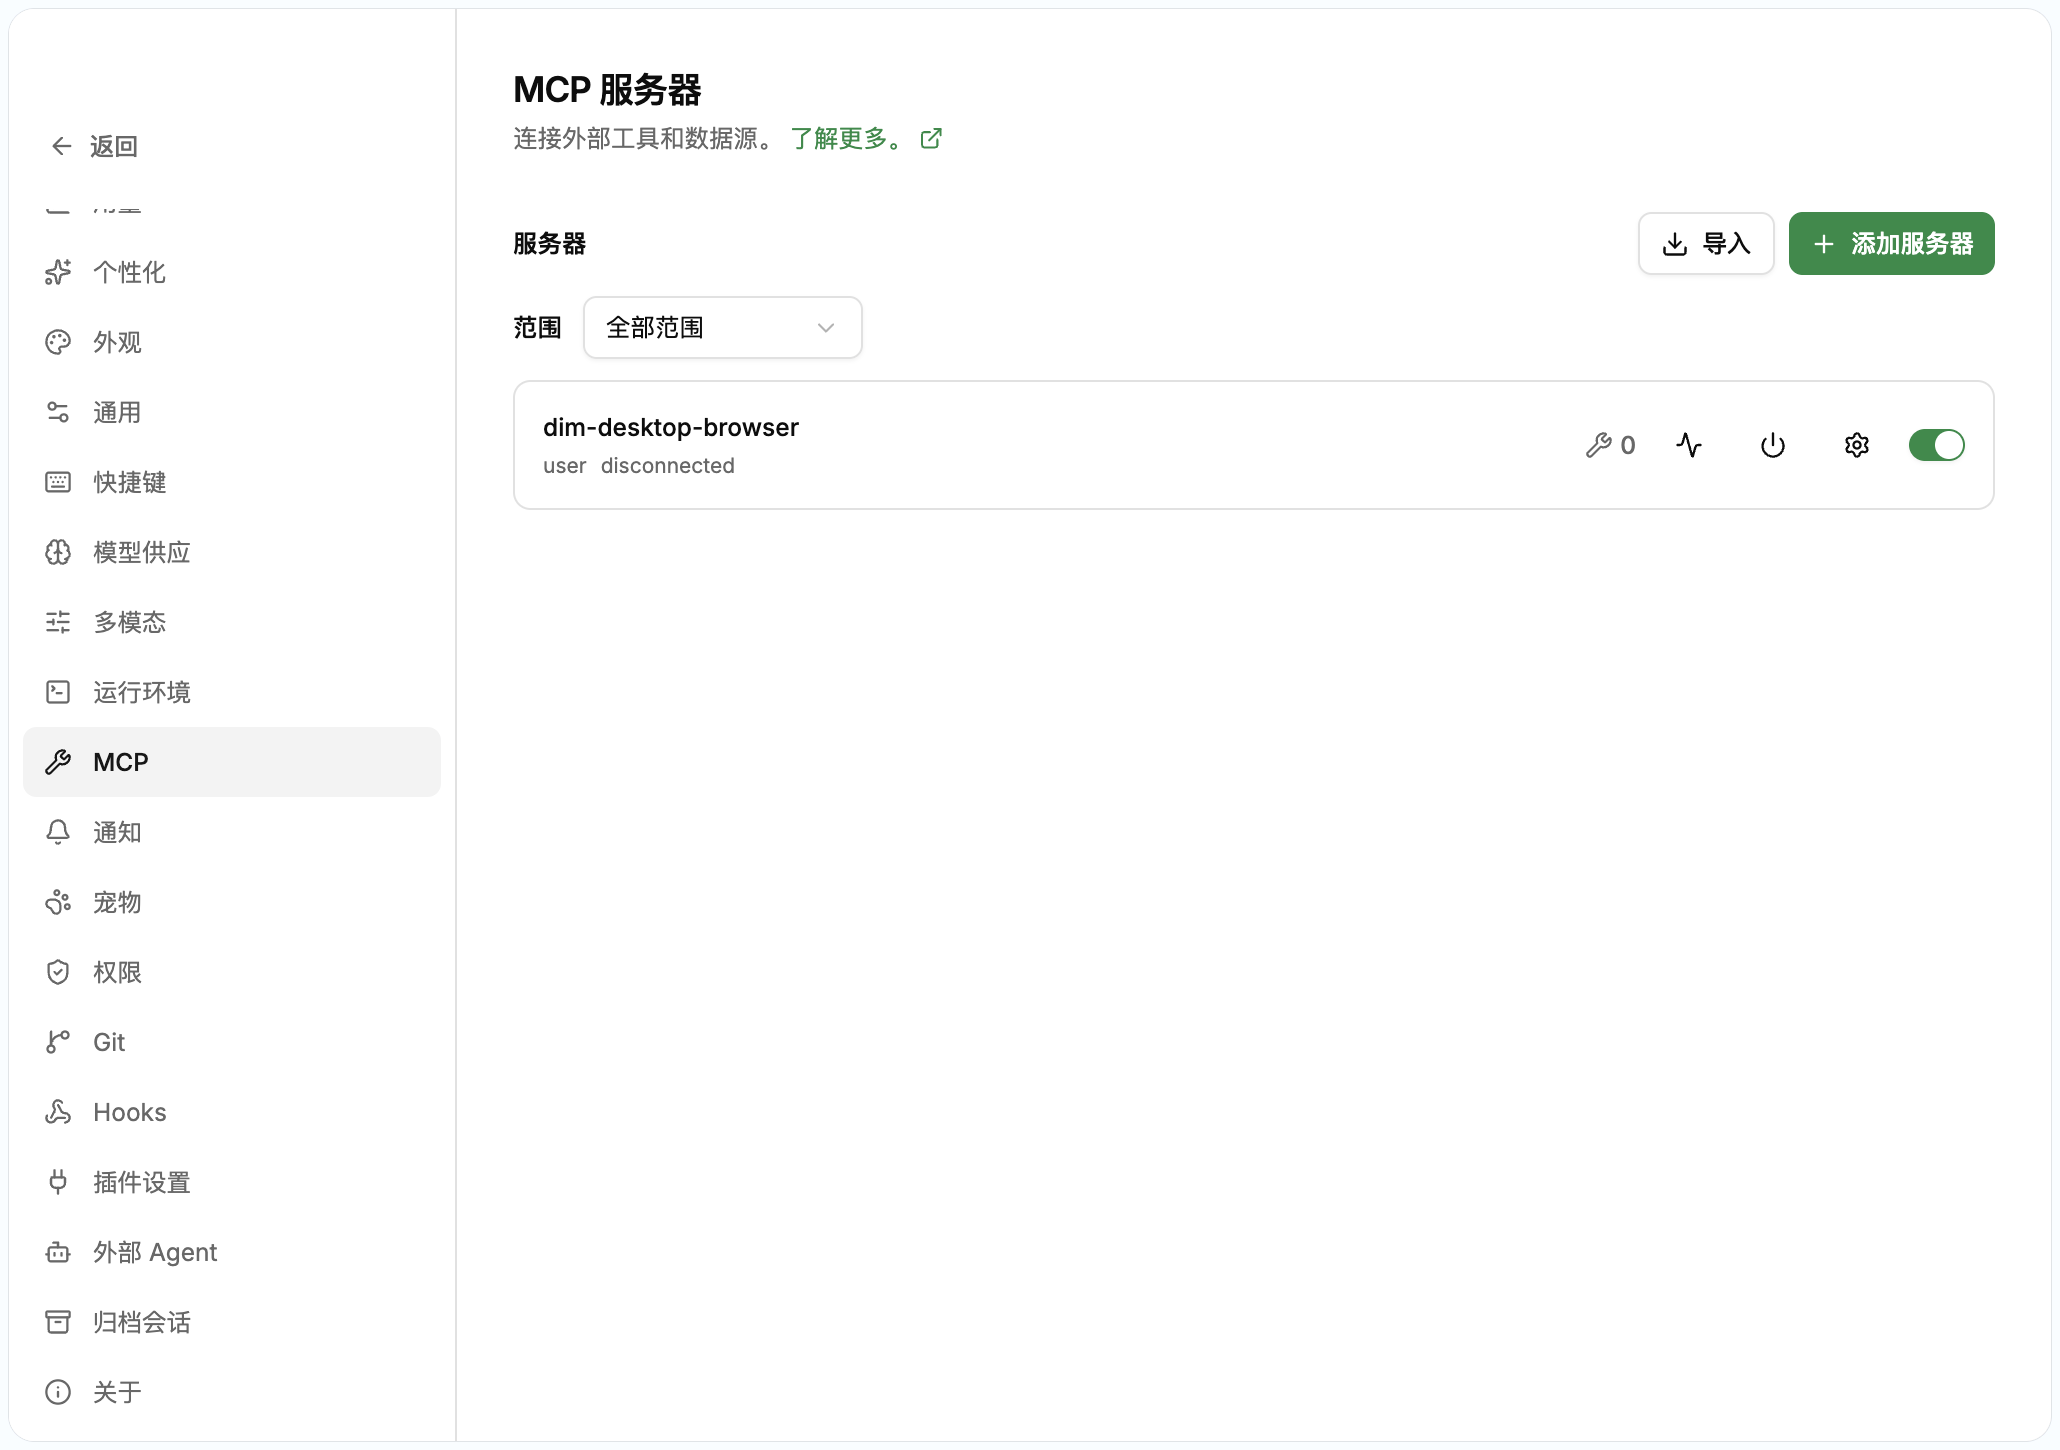 返回
个性化
外观
通用
快捷键
模型供应
多模态
运行环境
MCP
通知
宠物
权限
Git
Hooks
插件设置
外部 Agent
归档会话
关于
MCP 服务器
连接外部工具和数据源。 了解更多。
服务器
导入
添加服务器
范围
全部范围
dim-desktop-browser
user disconnected
0